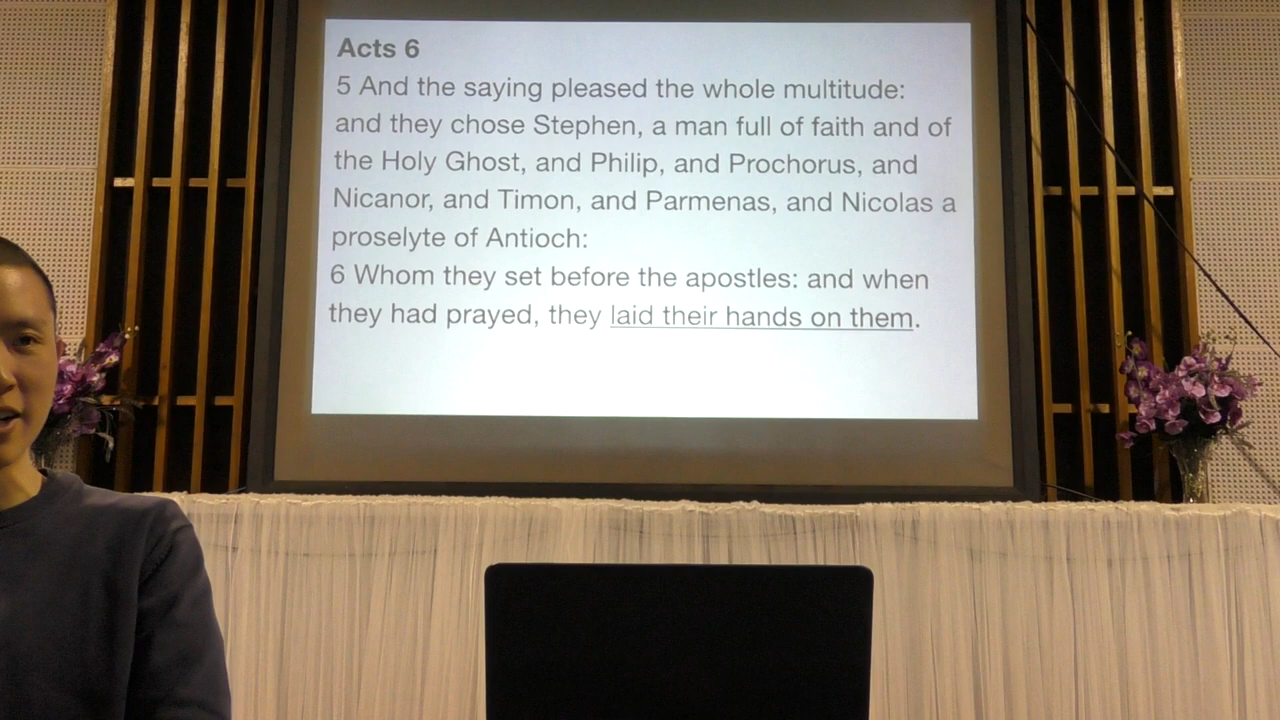 Acts 6
5 And the saying pleased the whole multitude:
and they chose Stephen, a man full of faith and of
the Holy Ghost, and Philip, and Prochorus, and
Nicanor, and Timon, and Parmenas, and Nicolas a
proselyte of Antioch:
6 Whom they set before the apostles: and when
they had prayed, they laid their hands on them.